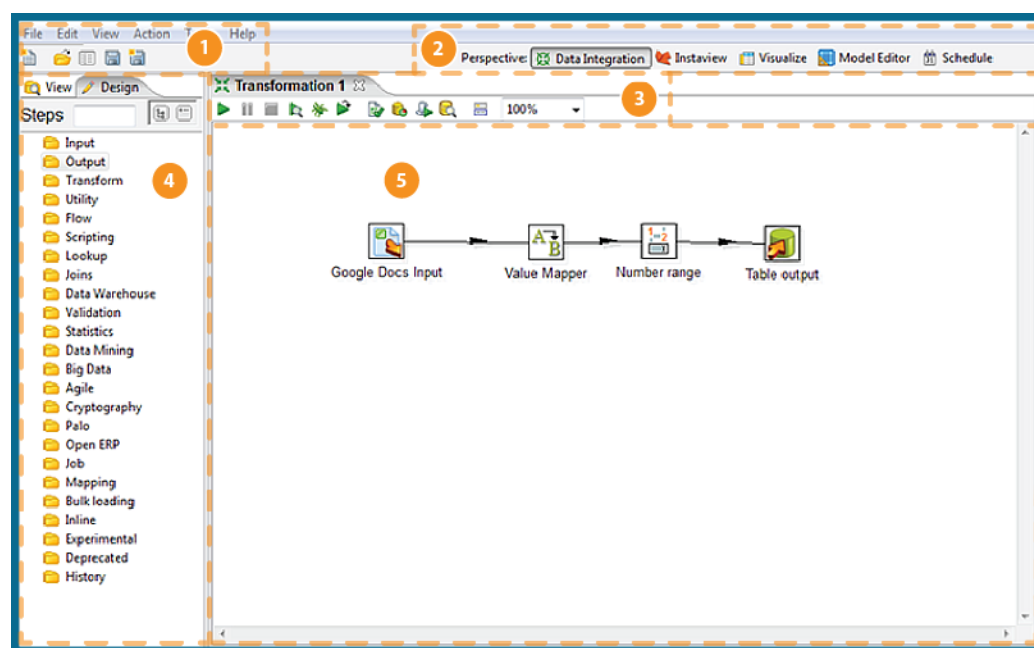 File Edit View Action T Help
1
2
Perspective: Data Integration Instaview Visualize Model Editor 31 Schedule
View Design
Transformation 1
3
Steps
100%
Input
Output
Transform
4
5
Utility
Flow
Scripting
Lookup
Joins
Data Warehouse
Validation
Statistics
Data Mining
Big Data
Agile
Cryptography
Palo
Open ERP
Job
Mapping
Bulk loading
Inline
Experimental
Deprecated
History
A B
1-2
Google Docs Input Value Mapper Number range Table output